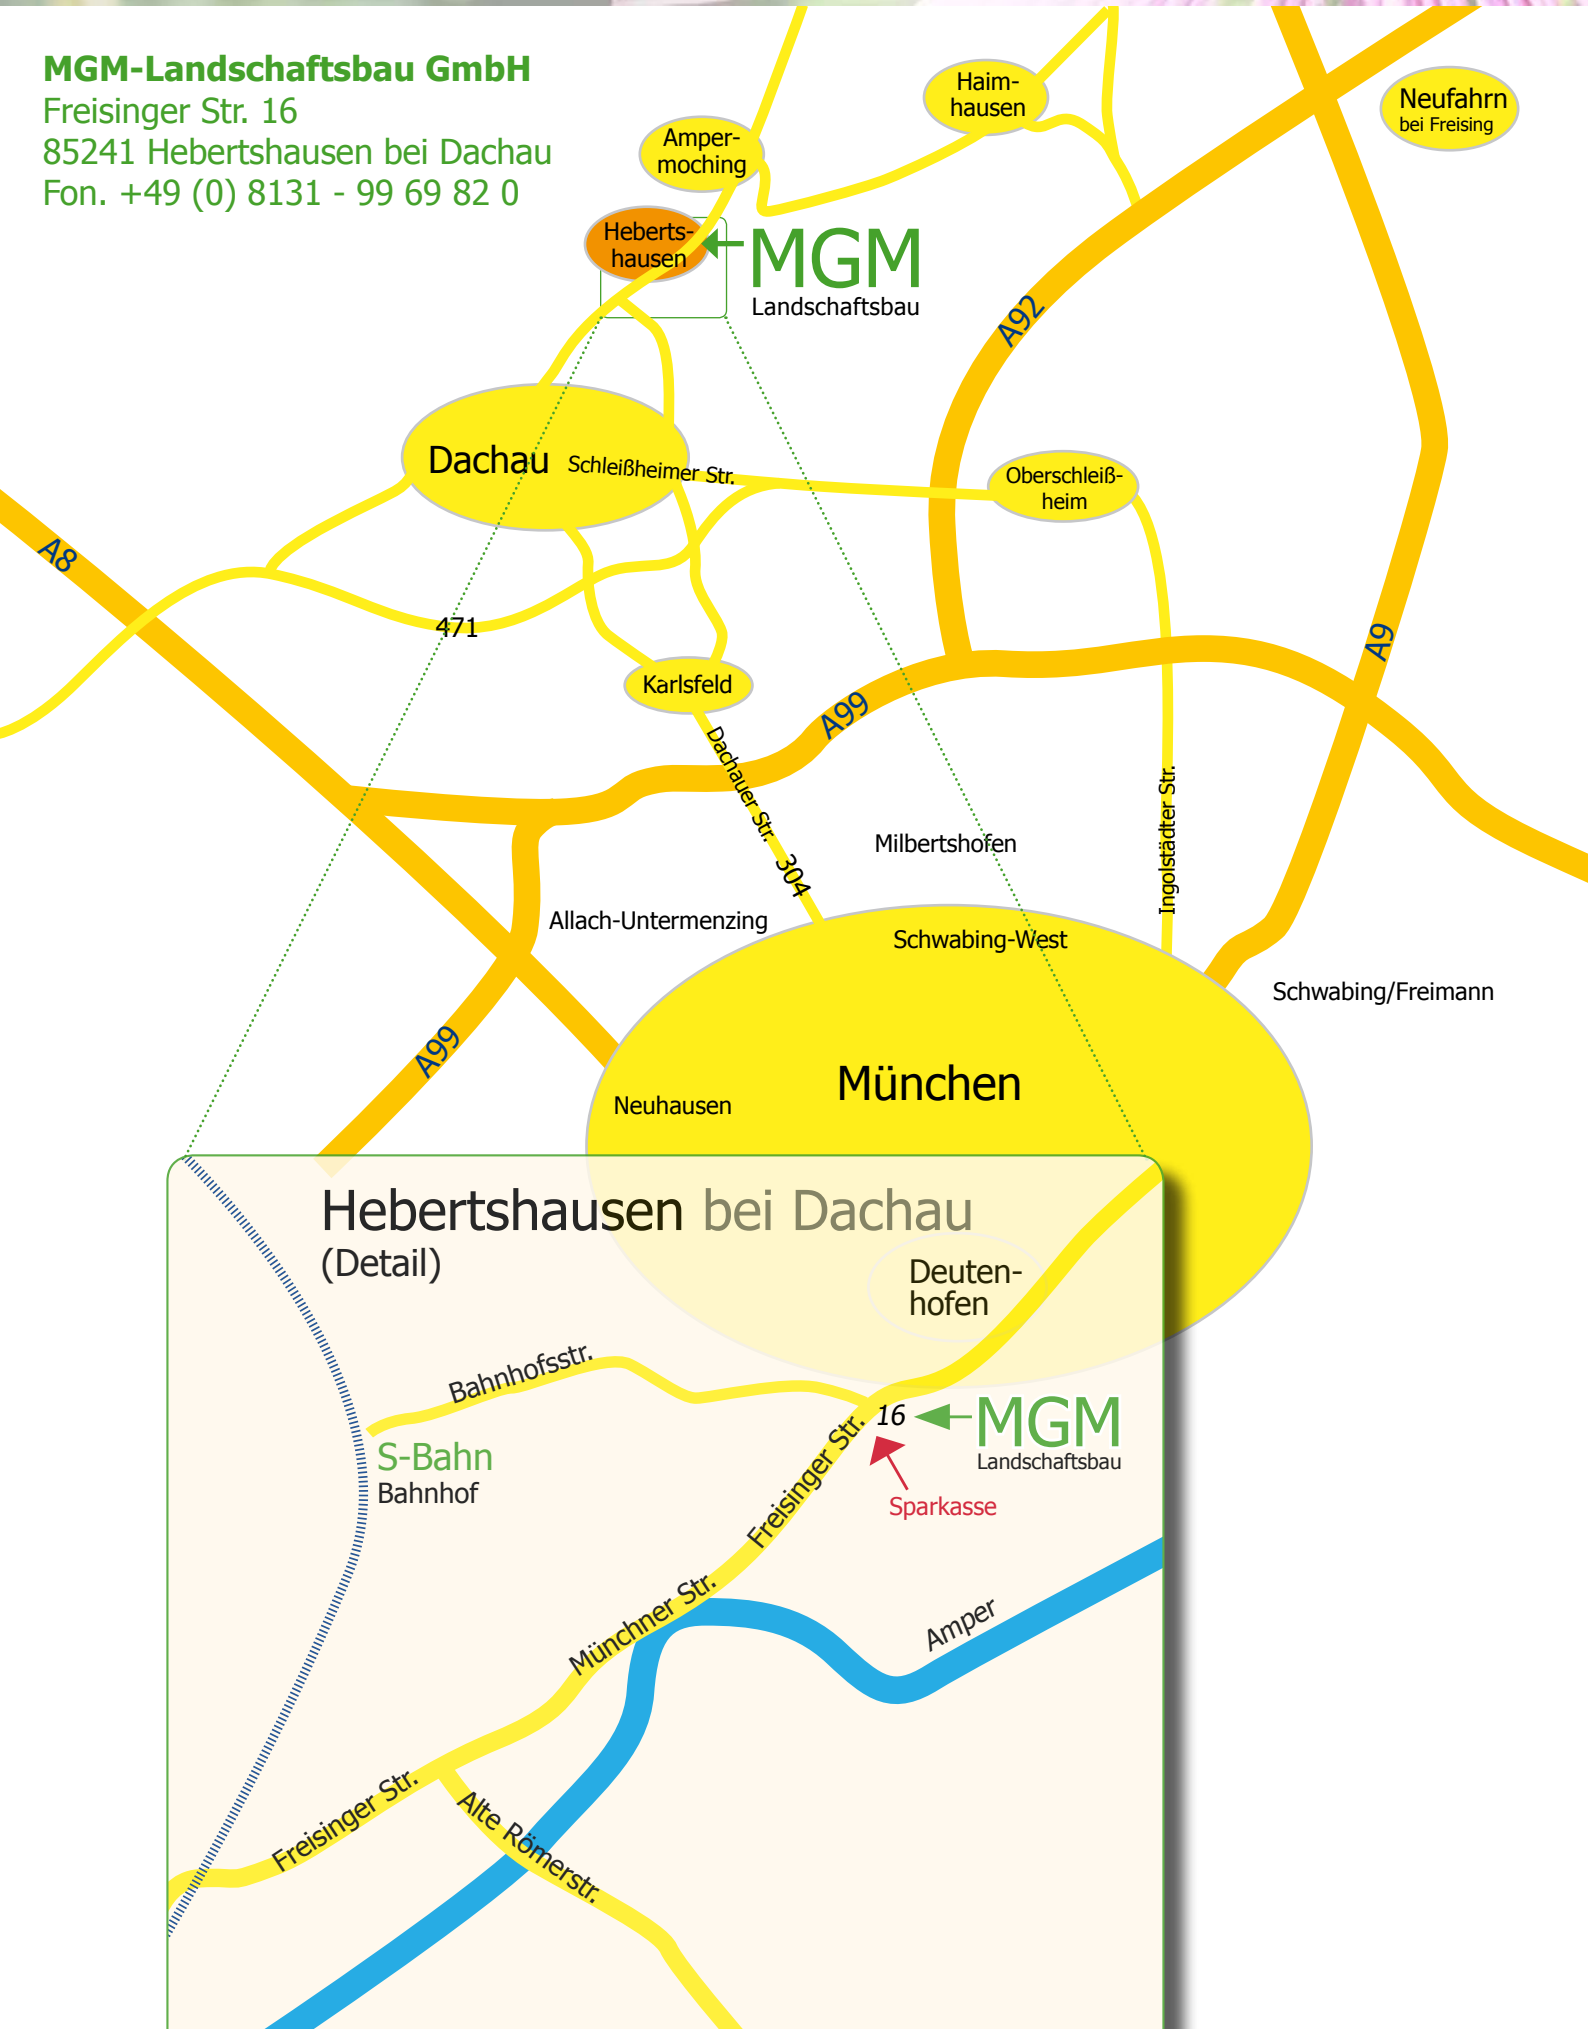 MGM-Landschaftsbau GmbH
Freisinger Str. 16
85241 Hebertshausen bei Dachau
Fon. +49 (0) 8131 - 99 69 82 0
Haim-
hausen
Neufahrn
bei Freising
Amper-
moching
Heberts-
hausen
MGM
Landschaftsbau
A92
Dachau
Schleißheimer Str.
Oberschleiß-
heim
A8
471
A9
Karlsfeld
A99
Dachauer Str.
304
Ingolstädter Str.
Milbertshofen
Allach-Untermenzing
Schwabing-West
Schwabing/Freimann
A99
München
Neuhausen
Hebertshausen bei Dachau
(Detail)
Deuten-
hofen
Bahnhofsstr.
16
MGM
Landschaftsbau
S-Bahn
Bahnhof
Freisinger Str.
Sparkasse
Münchner Str.
Amper
Freisinger Str.
Alte Römerstr.